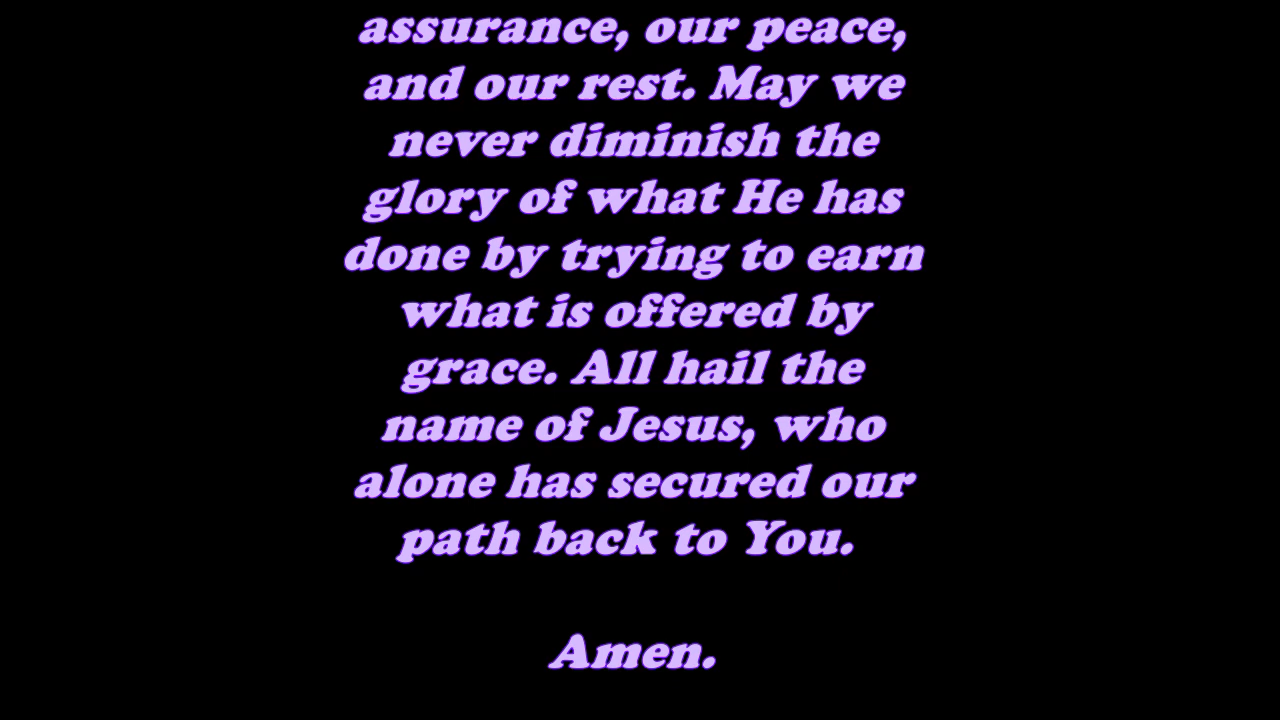 assurance, our peace,
and our rest. May we
never diminish the
glory of what He has
done by trying to earn
what is offered by
grace. All hail the
name of Jesus, who
alone has secured our
path back to You.
Amen.